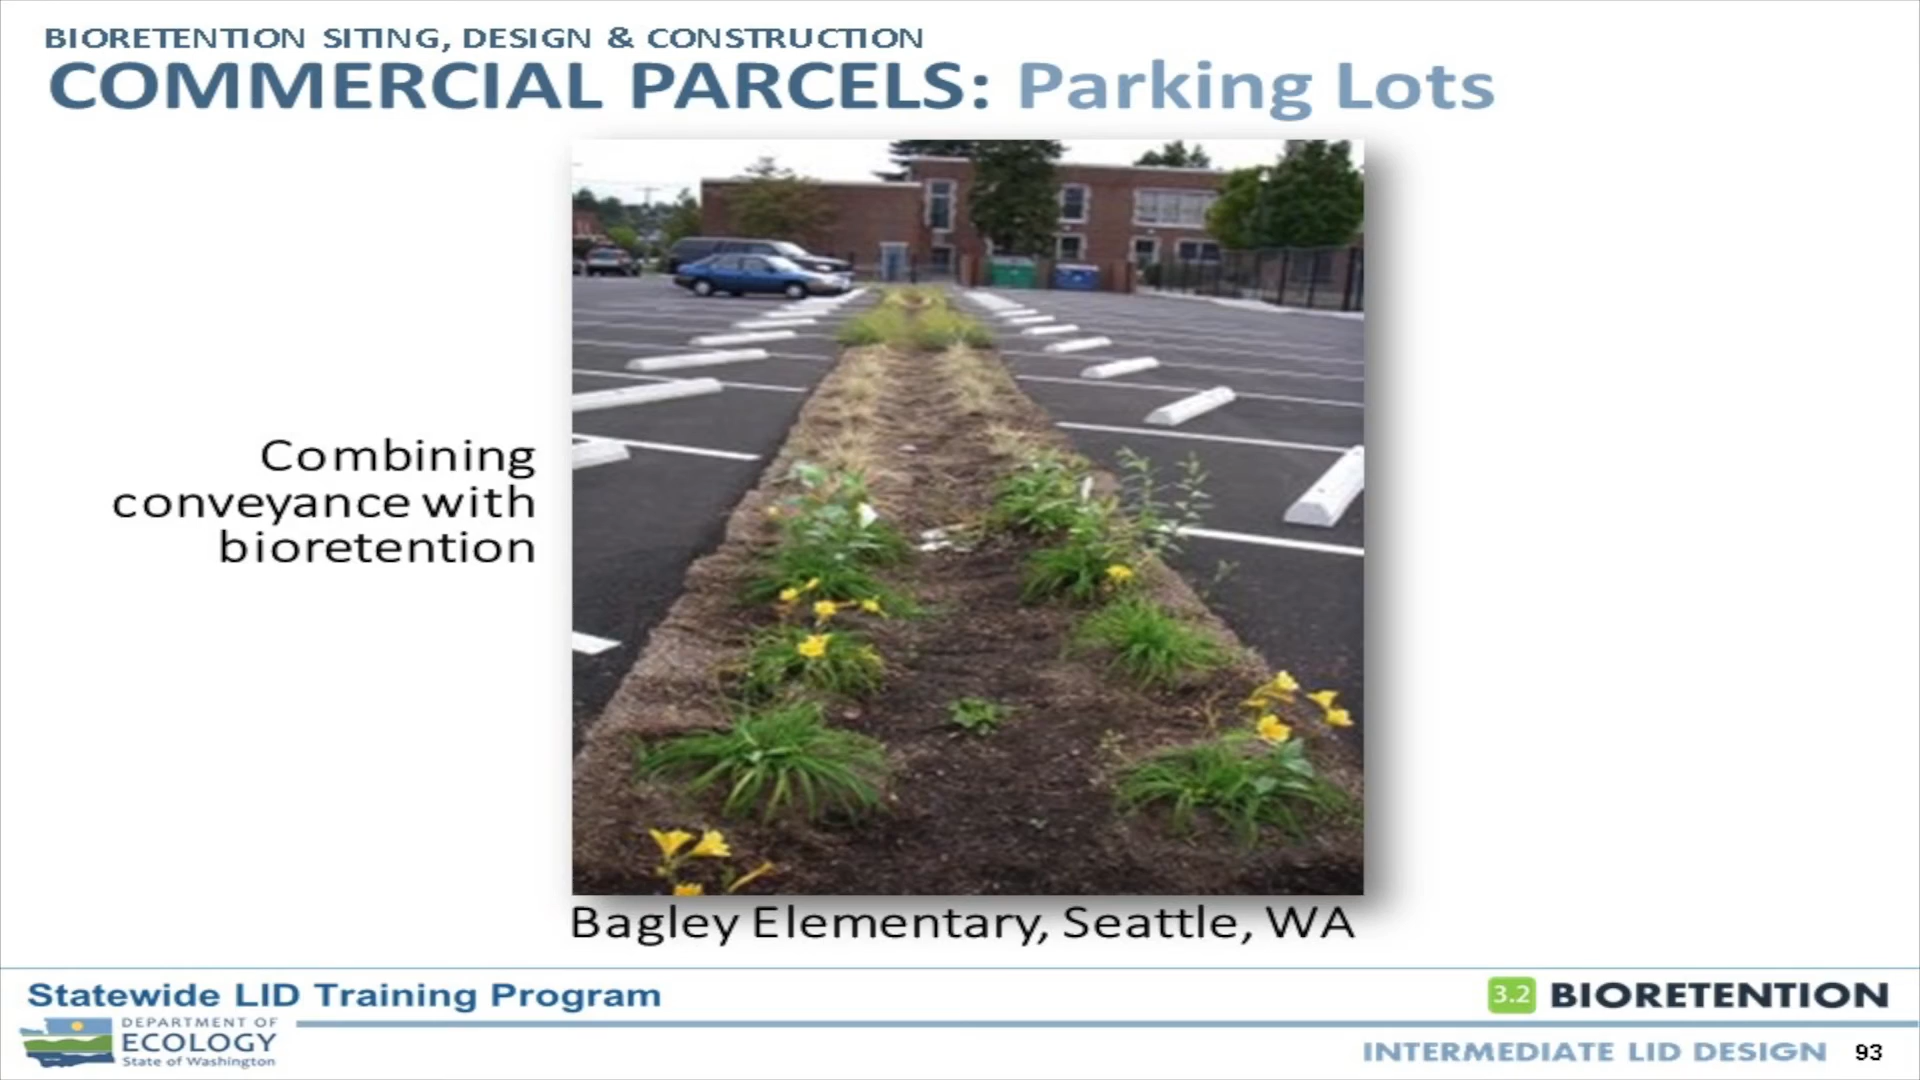 BIORETENTION SITING, DESIGN & CONSTRUCTION
COMMERCIAL PARCELS: Parking Lots
Combining
conveyance with
bioretention
Bagley Elementary, Seattle, WA
Statewide LID Training Program
3.2 BIORETENTION
DEPARTMENT OF
ECOLOGY
State of Washington
INTERMEDIATE LID DESIGN 93